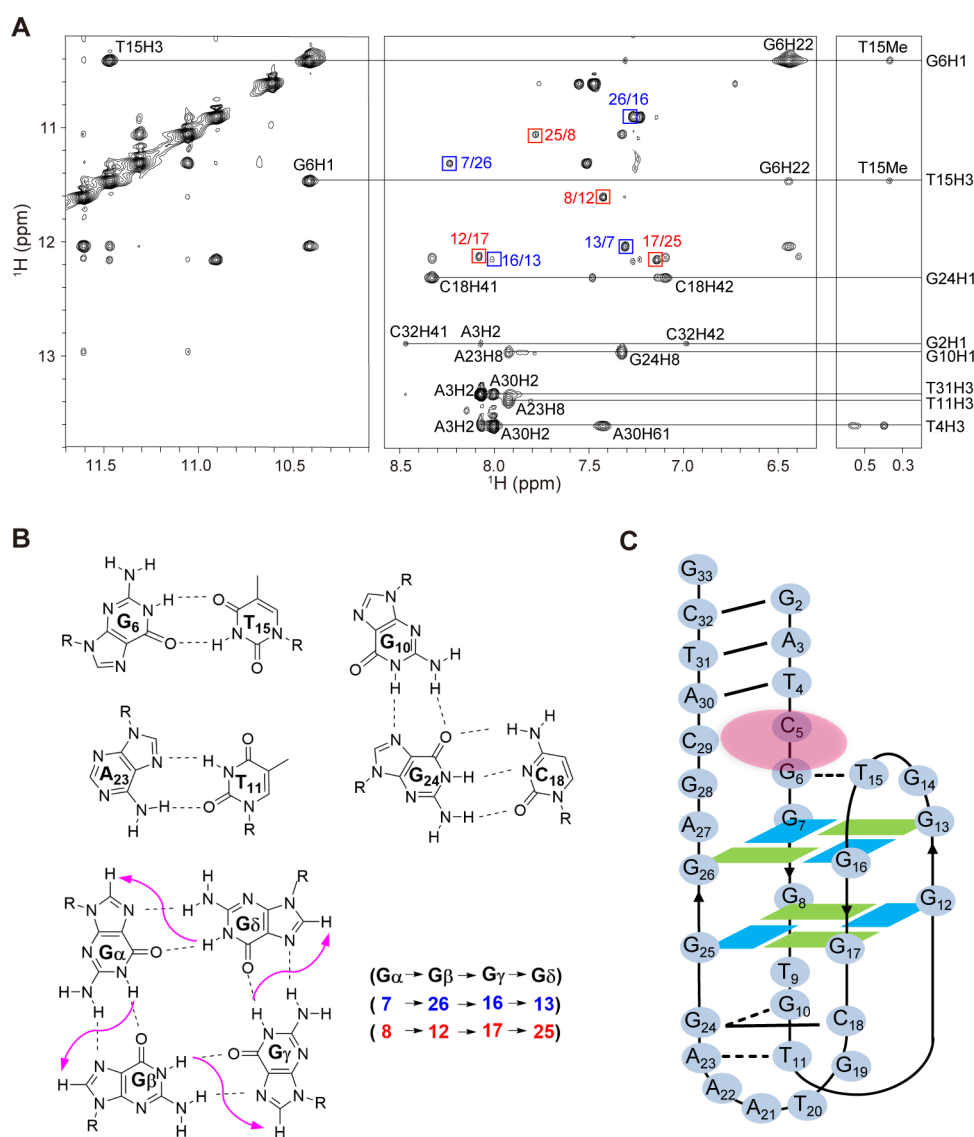 A
T15H3
G6H22
T15Me
G6H1
26/16
11
25/8
7/26
G6H1
G6H22
T15Me
T15H3
8/12
¹H (ppm)
12
12/17
16/13
13/7
17/25
C18H41
C18H42
G24H1
C32H41
A3H2
C32H42
G2H1
13
A23H8
G24H8
G10H1
A3H2
A30H2
T31H3
A23H8
T11H3
A3H2
A30H2
A30H61
T4H3
11.5
11.0
10.5
8.5
8.0
7.5
7.0
6.5
0.5
0.3
¹H (ppm)
¹H (ppm)
B
H N H
N N H O
R N G₆ O H N T₁₅ N R
N O
R
N N
N G₁₀ N
O N N H
H H
R
N N H O
N A₂₃ H N T₁₁
N N H O N
H R
N O H N
N G₂₄ N H N C₁₈
R N N N H O N
H R
H
R N N H N N R
N Gα O H N Gδ N H
N N O N
H N H
H H
N O H N N H
H N Gβ N H O Gγ N
N N N H N N
R H H R
(Gα → Gβ → Gγ → Gδ)
( 7 → 26 → 16 → 13)
( 8 → 12 → 17 → 25)
C
G₃₃
C₃₂
G₂
T₃₁
A₃
A₃₀
T₄
C₂₉
C₅
G₂₈
G₆
T₁₅
G₁₄
A₂₇
G₇
G₁₃
G₂₆
G₁₆
G₈
G₁₂
G₂₅
G₁₇
T₉
G₂₄
G₁₀
C₁₈
A₂₃
T₁₁
G₁₉
A₂₂
A₂₁
T₂₀